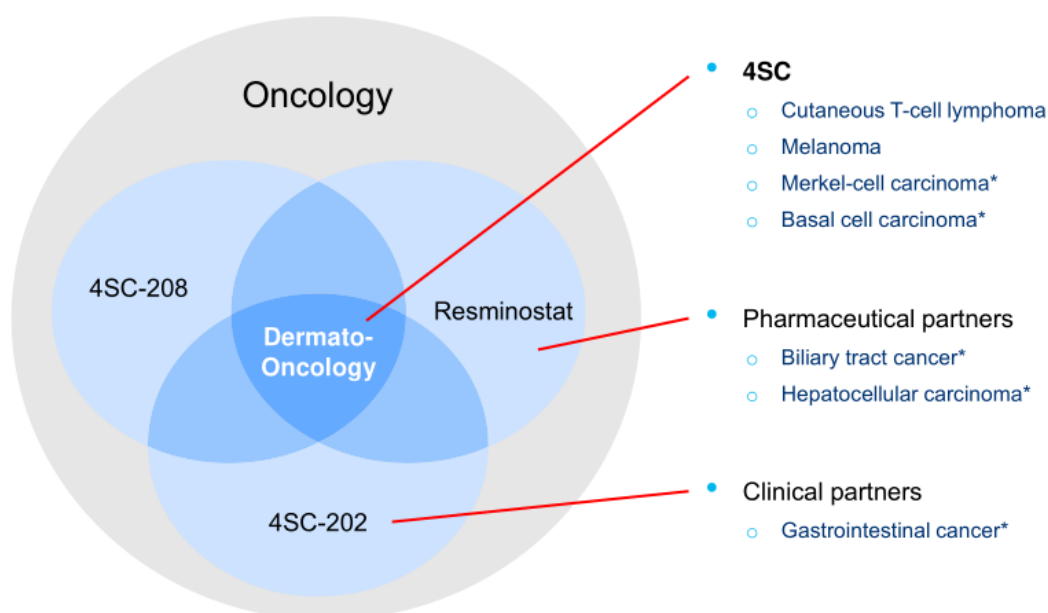 Oncology
4SC-208
Resminostat
Dermato-
Oncology
4SC-202
4SC
Cutaneous T-cell lymphoma
Melanoma
Merkel-cell carcinoma*
Basal cell carcinoma*
Pharmaceutical partners
Biliary tract cancer*
Hepatocellular carcinoma*
Clinical partners
Gastrointestinal cancer*